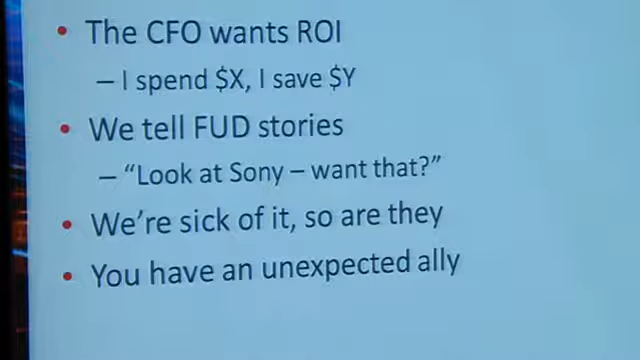 • The CFO wants ROI
– I spend $X, I save $Y
• We tell FUD stories
– “Look at Sony – want that?”
• We’re sick of it, so are they
• You have an unexpected ally